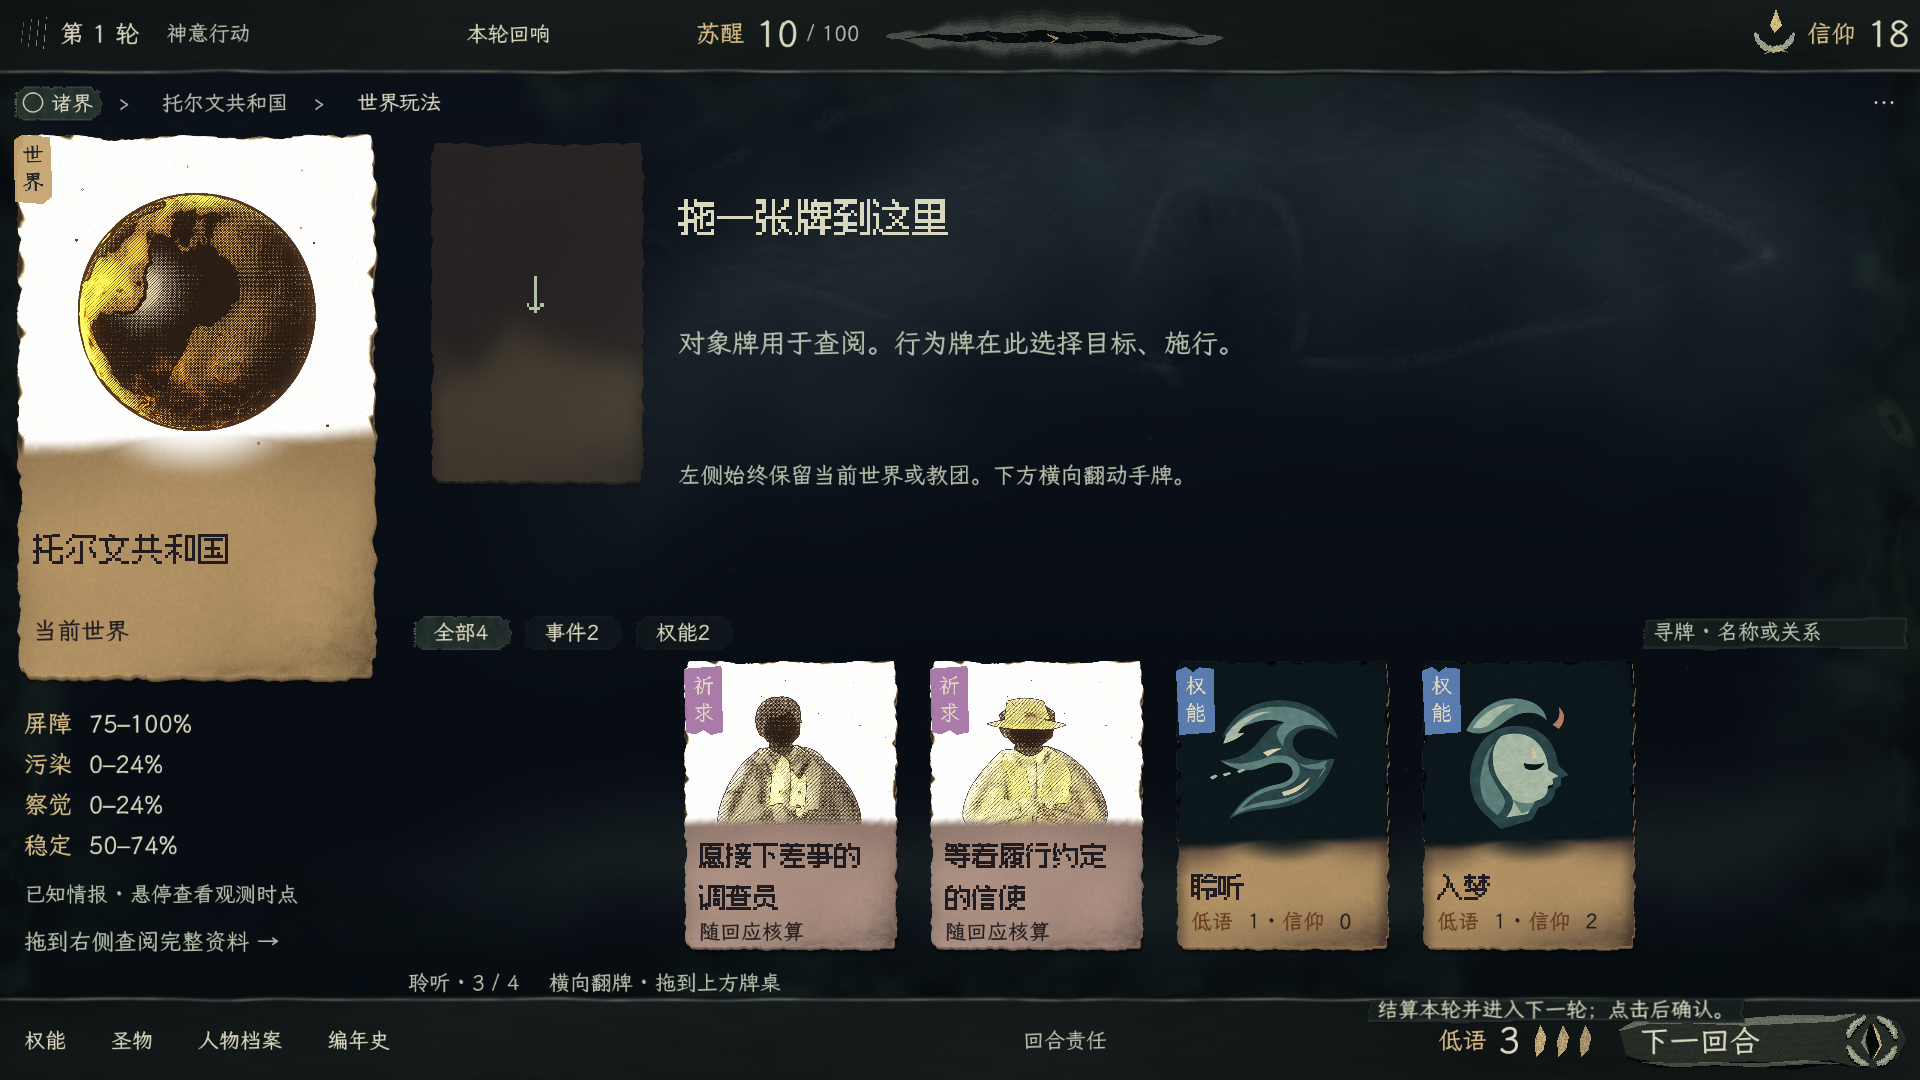 第 1 轮 神意行动 本轮回响 苏醒 10 / 100 信仰 18
诸界 > 托尔文共和国 > 世界玩法 ...
世界
拖一张牌到这里
对象牌用于查阅。行为牌在此选择目标、施行。
左侧始终保留当前世界或教团。下方横向翻动手牌。
托尔文共和国
当前世界
屏障 75–100%
污染 0–24%
察觉 0–24%
稳定 50–74%
已知情报·悬停查看观测时点
拖到右侧查阅完整资料 →
全部4 事件2 权能2 寻牌·名称或关系
祈求
愿接下差事的
调查员
随回应核算
祈求
等着履行约定
的信使
随回应核算
权能
聆听
低语 1·信仰 0
权能
入梦
低语 1·信仰 2
聆听·3 / 4 横向翻牌·拖到上方牌桌
结算本轮并进入下一轮；点击后确认。
权能 圣物 人物档案 编年史 回合责任 低语 3 下一回合